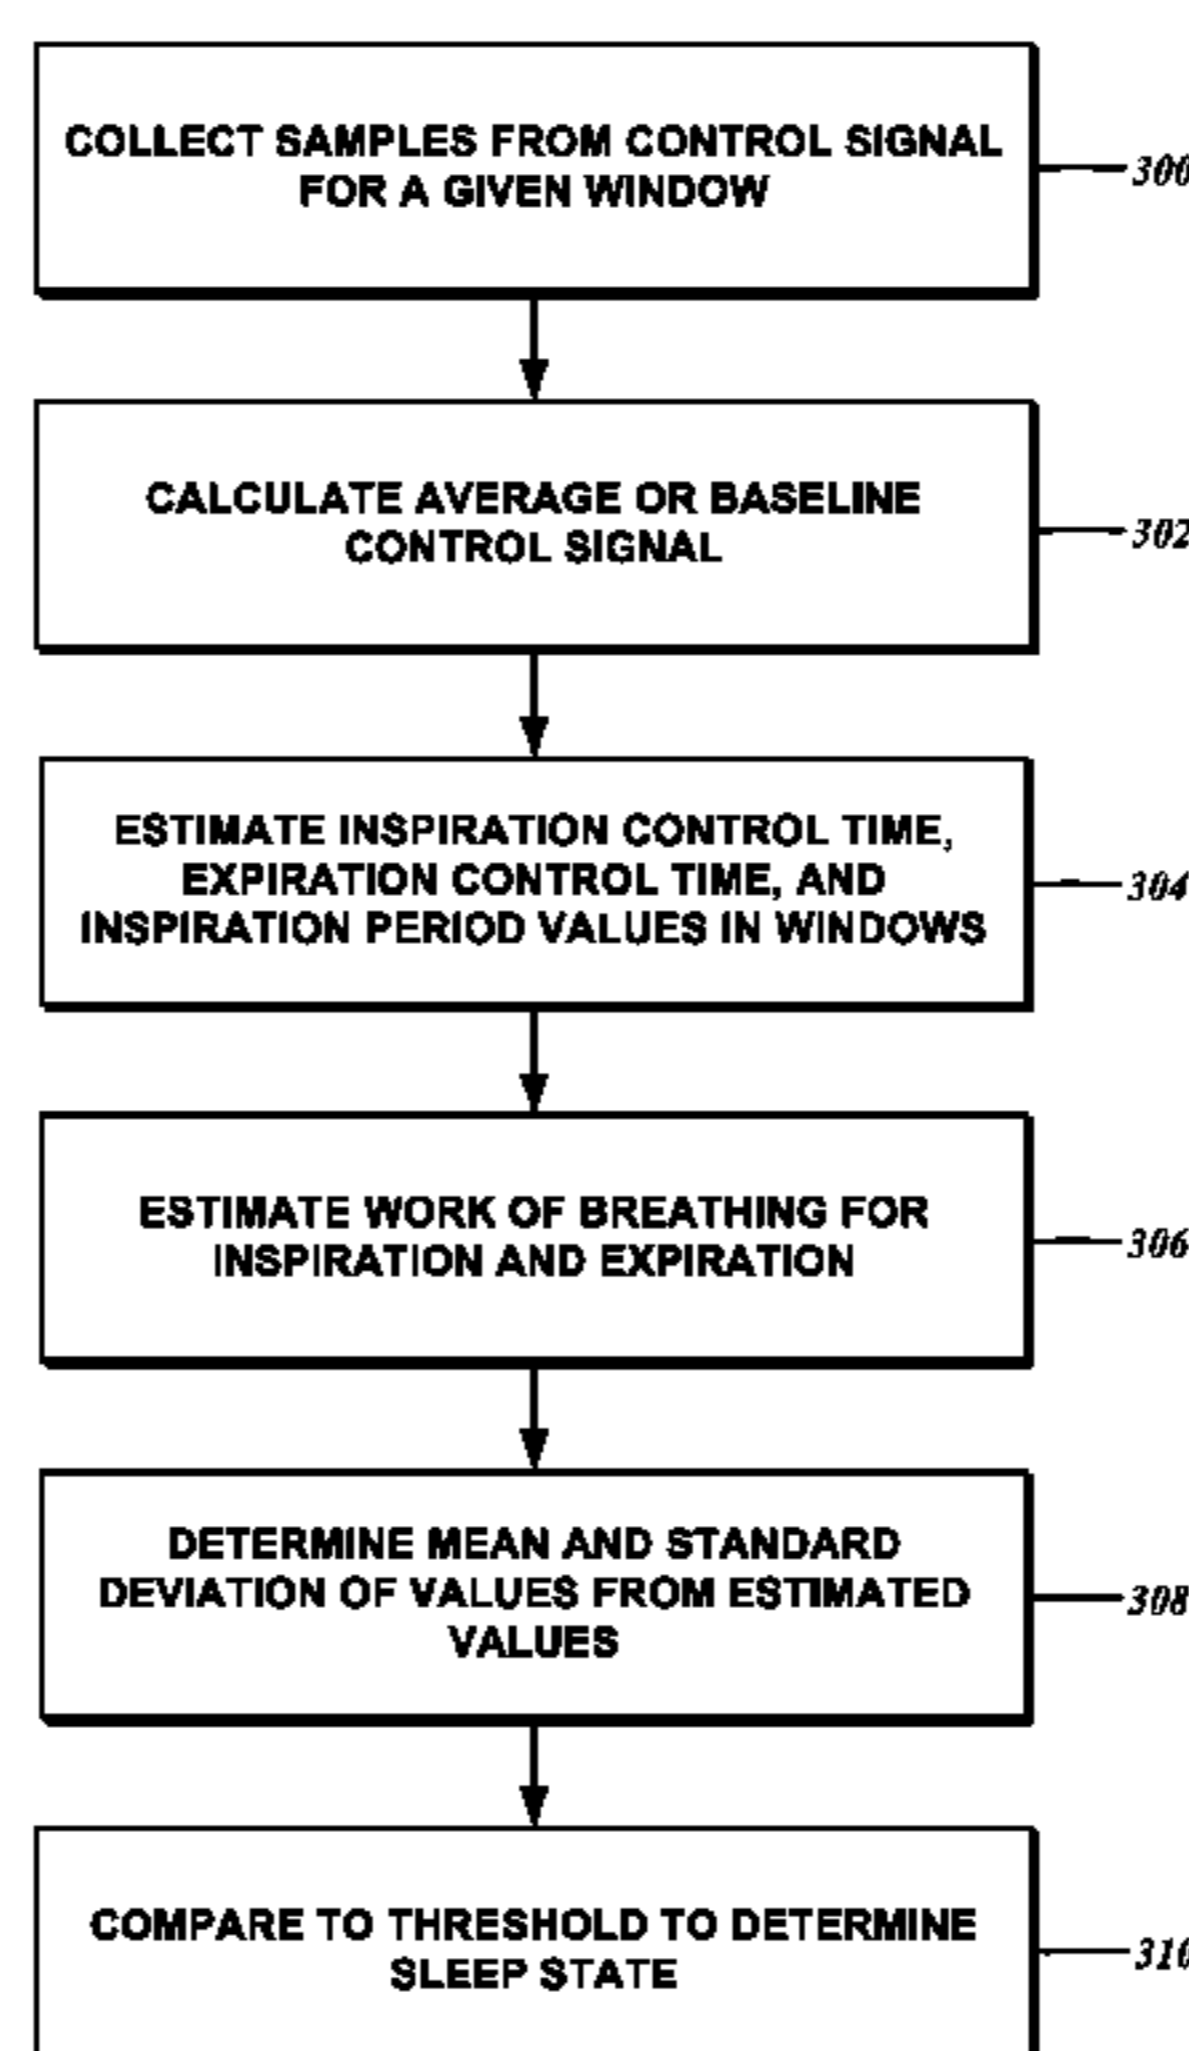 COLLECT SAMPLES FROM CONTROL SIGNAL
FOR A GIVEN WINDOW
300
CALCULATE AVERAGE OR BASELINE
CONTROL SIGNAL
302
ESTIMATE INSPIRATION CONTROL TIME,
EXPIRATION CONTROL TIME, AND
INSPIRATION PERIOD VALUES IN WINDOWS
304
ESTIMATE WORK OF BREATHING FOR
INSPIRATION AND EXPIRATION
306
DETERMINE MEAN AND STANDARD
DEVIATION OF VALUES FROM ESTIMATED
VALUES
308
COMPARE TO THRESHOLD TO DETERMINE
SLEEP STATE
310